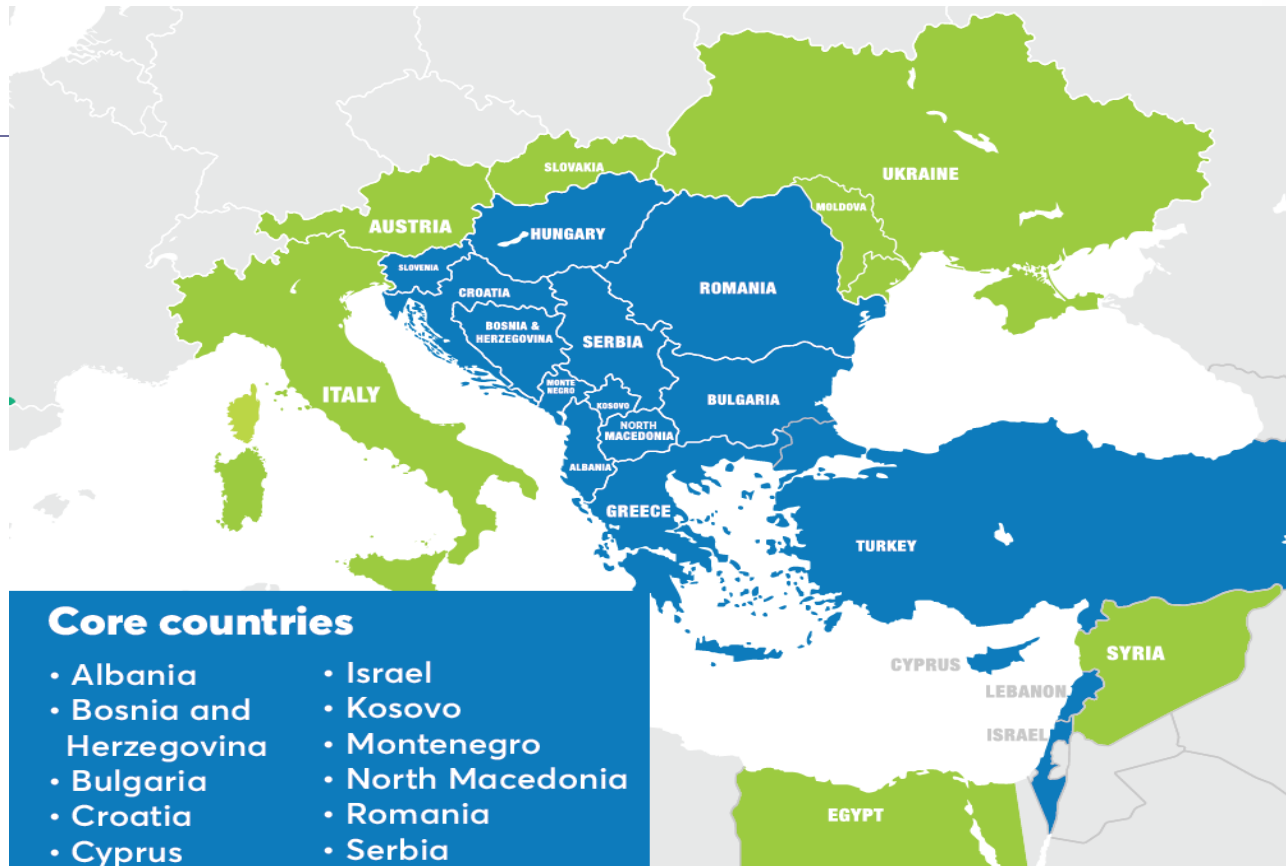 SLOVAKIA
UKRAINE
MOLDOVA
AUSTRIA
HUNGARY
SLOVENIA
ROMANIA
CROATIA
BOSNIA &
HERZEGOVINA
SERBIA
ITALY
MONTE
NEGRO
KOSOVO
BULGARIA
NORTH
MACEDONIA
ALBANIA
GREECE
TURKEY
CYPRUS
SYRIA
LEBANON
ISRAEL
EGYPT
Core countries
• Albania
• Bosnia and
Herzegovina
• Bulgaria
• Croatia
• Cyprus
• Israel
• Kosovo
• Montenegro
• North Macedonia
• Romania
• Serbia